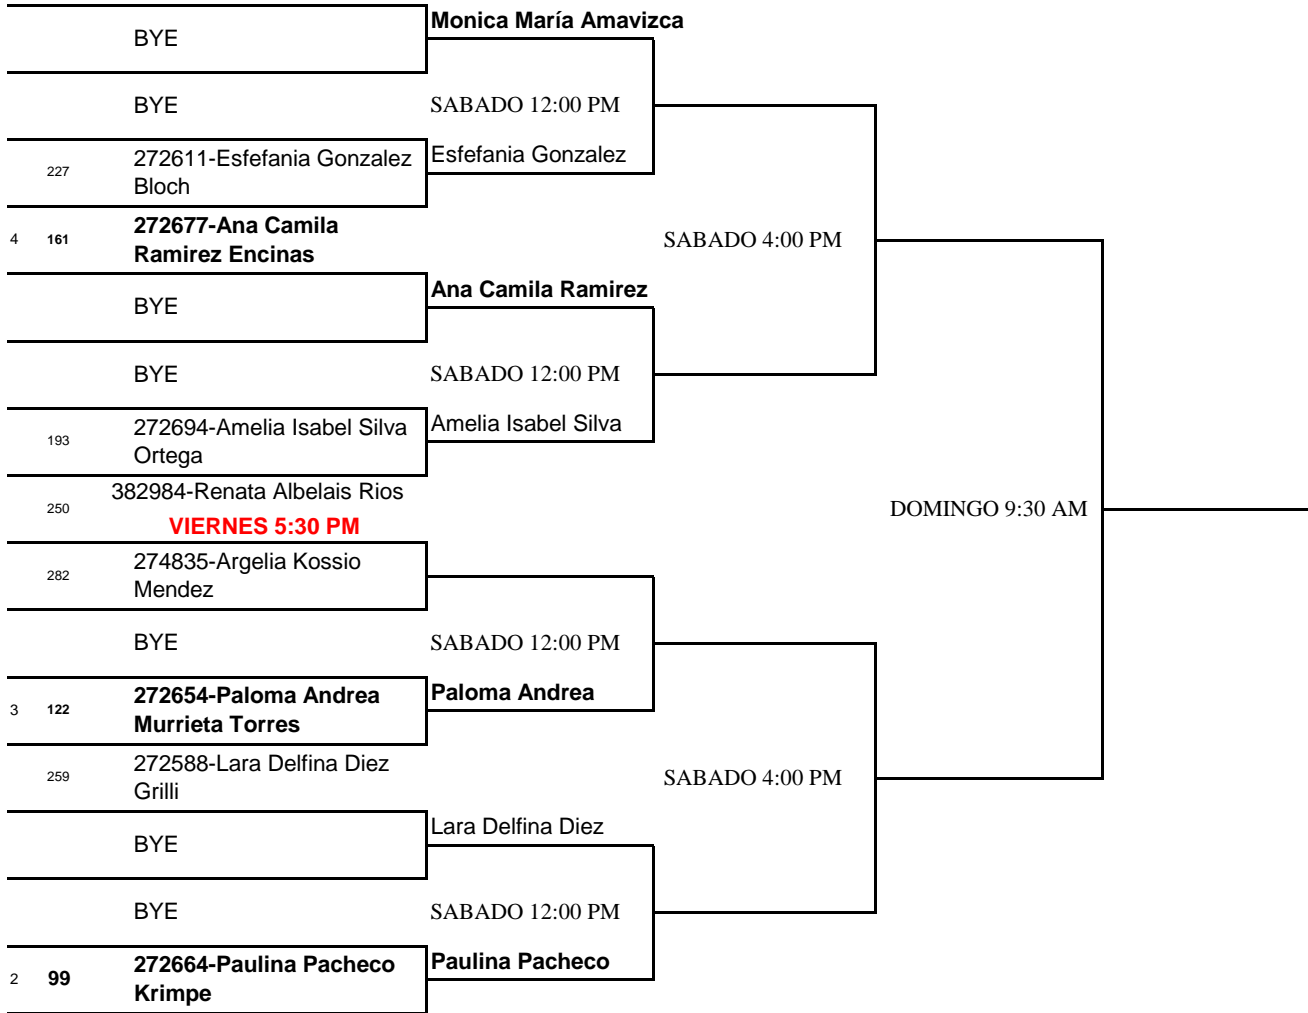 Monica María Amavizca
BYE
BYE
SABADO 12:00 PM
227
272611-Esfefania Gonzalez
Bloch
Esfefania Gonzalez
4
161
272677-Ana Camila
Ramirez Encinas
SABADO 4:00 PM
BYE
Ana Camila Ramirez
BYE
SABADO 12:00 PM
193
272694-Amelia Isabel Silva
Ortega
Amelia Isabel Silva
250
382984-Renata Albelais Rios
VIERNES 5:30 PM
DOMINGO 9:30 AM
282
274835-Argelia Kossio
Mendez
BYE
SABADO 12:00 PM
3
122
272654-Paloma Andrea
Murrieta Torres
Paloma Andrea
259
272588-Lara Delfina Diez
Grilli
SABADO 4:00 PM
BYE
Lara Delfina Diez
BYE
SABADO 12:00 PM
2
99
272664-Paulina Pacheco
Krimpe
Paulina Pacheco